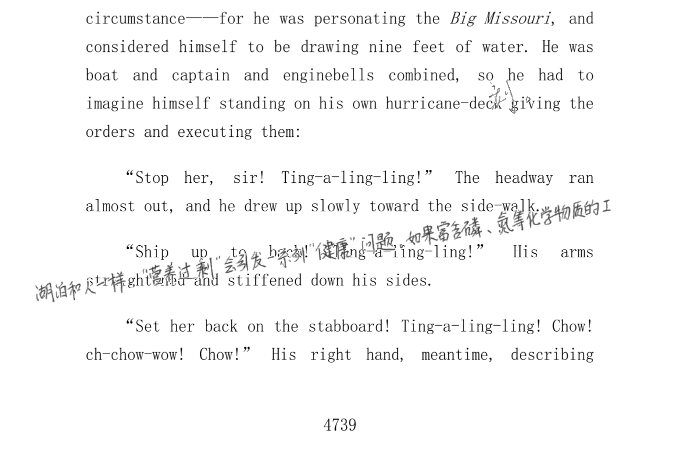 circumstance——for he was personating the Big Missouri, and
considered himself to be drawing nine feet of water. He was
boat and captain and enginebells combined, so he had to
imagine himself standing on his own hurricane-deck giving the
orders and executing them:
“Stop her, sir! Ting-a-ling-ling!” The headway ran
almost out, and he drew up slowly toward the side-walk.
“Ship up to back! Ting-a-ling-ling!” His arms
straightened and stiffened down his sides.
湖泊和人一样，“营养过剩”会引发一系列“健康”问题。如果富含磷、氮等化学物质的工
“Set her back on the stabboard! Ting-a-ling-ling! Chow!
ch-chow-wow! Chow!” His right hand, meantime, describing
4739